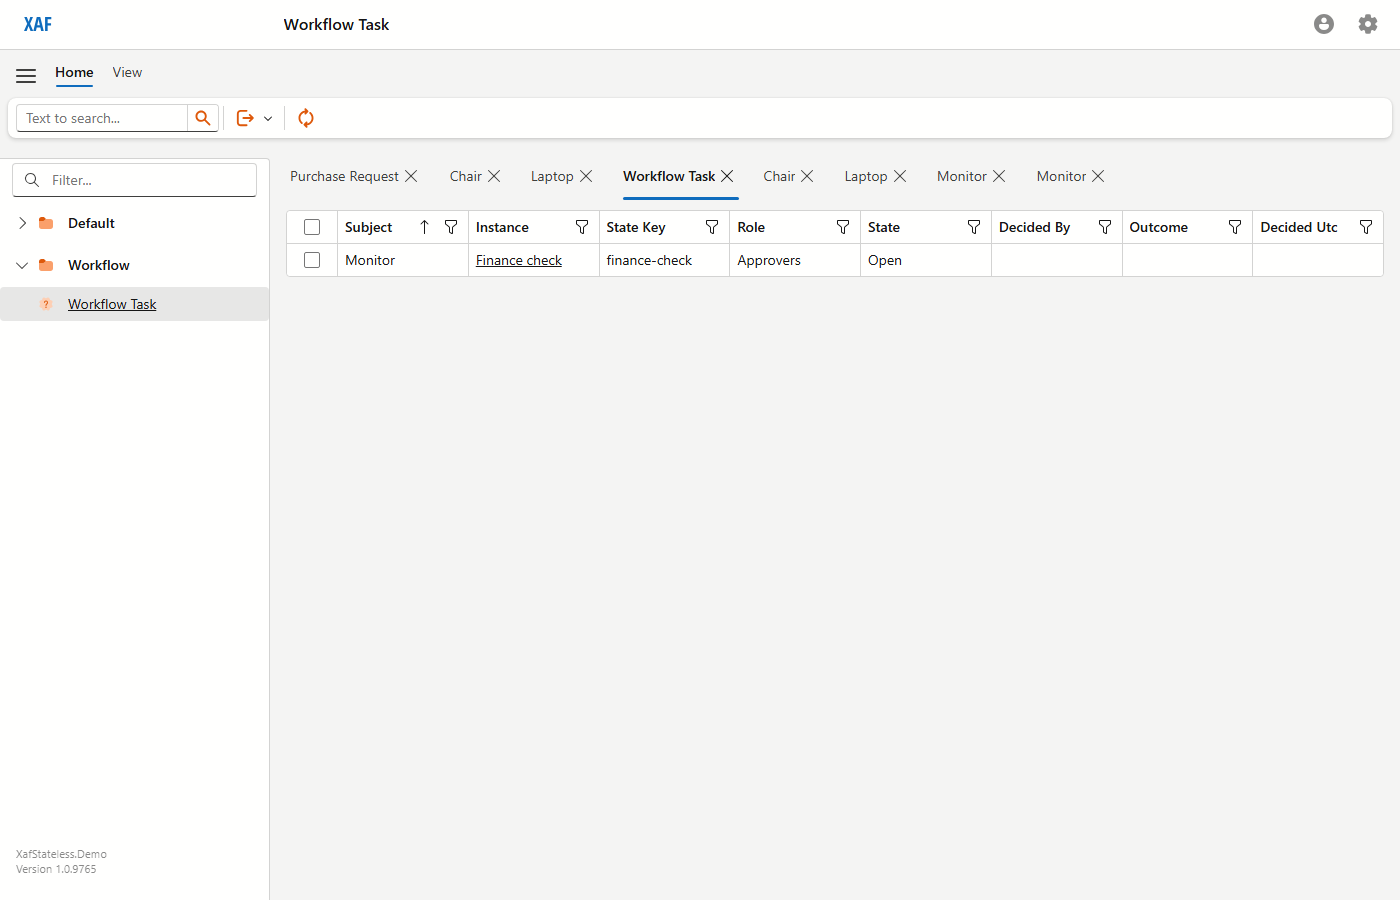 XAF
Workflow Task
Home
View
Text to search...
Filter...
Default
Workflow
Workflow Task
Purchase Request
Chair
Laptop
Workflow Task
Chair
Laptop
Monitor
Monitor
Subject
Instance
State Key
Role
State
Decided By
Outcome
Decided Utc
Monitor
Finance check
finance-check
Approvers
Open
XafStateless.Demo
Version 1.0.9765